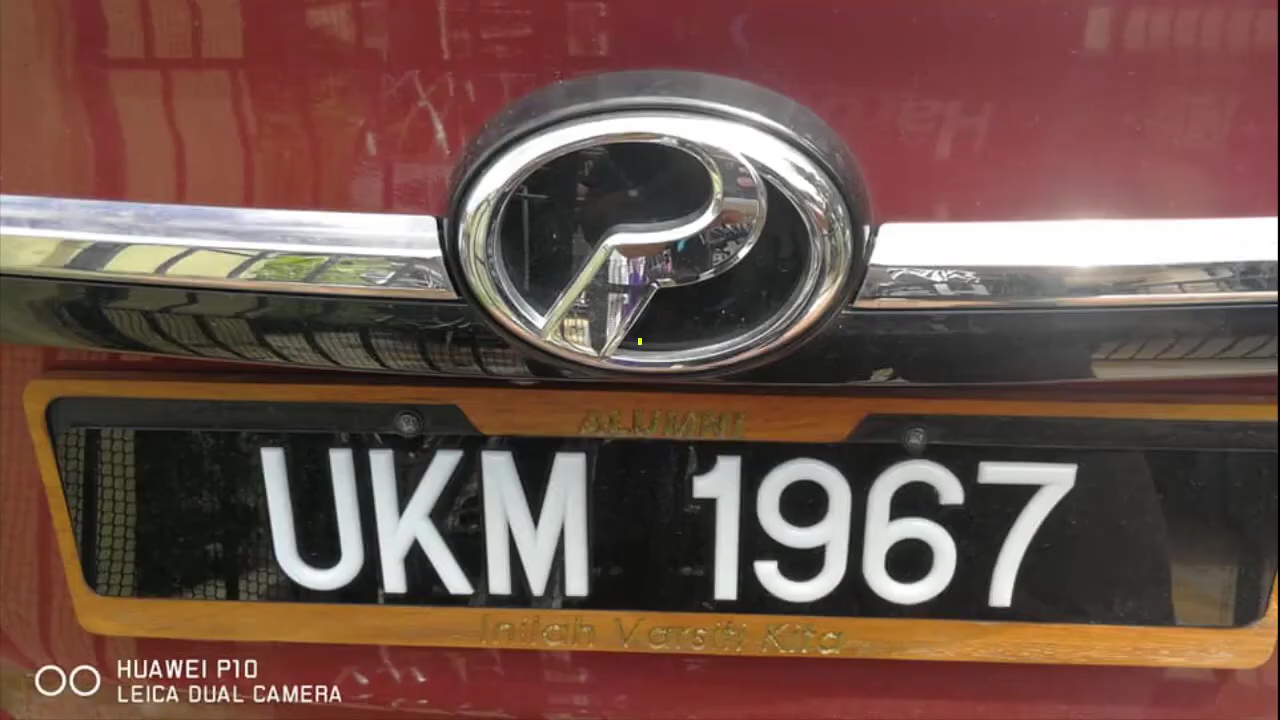 ALUMNI
UKM 1967
Inilah Varsiti Kita
HUAWEI P10
LEICA DUAL CAMERA